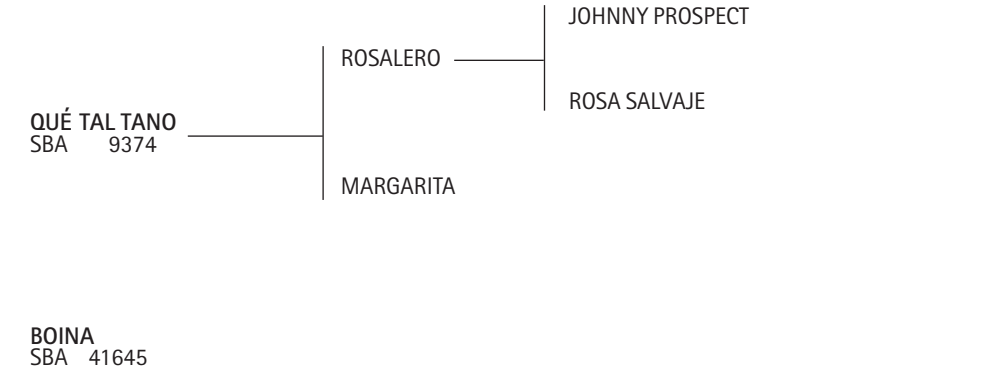 JOHNNY PROSPECT
ROSALERO
ROSA SALVAJE
QUÉ TAL TANO
SBA 9374
MARGARITA
BOINA
SBA 41645